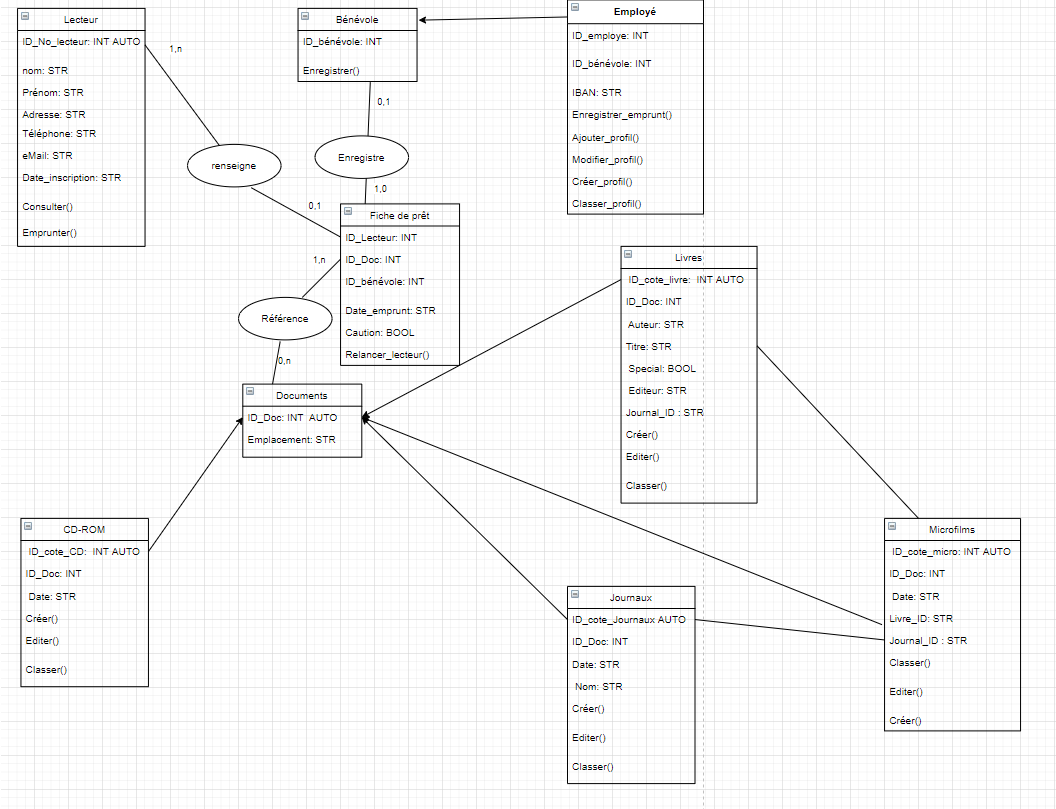 Lecteur
ID_No_lecteur: INT AUTO
nom: STR
Prénom: STR
Adresse: STR
Téléphone: STR
eMail: STR
Date_inscription: STR
Consulter()
Emprunter()
1,n
renseigne
0,1
Bénévole
ID_bénévole: INT
Enregistrer()
0,1
Enregistre
1,0
Employé
ID_employe: INT
ID_bénévole: INT
IBAN: STR
Enregistrer_emprunt()
Ajouter_profil()
Modifier_profil()
Créer_profil()
Classer_profil()
Fiche de prêt
ID_Lecteur: INT
ID_Doc: INT
ID_bénévole: INT
Date_emprunt: STR
Caution: BOOL
Relancer_lecteur()
1,n
Référence
0,n
Documents
ID_Doc: INT AUTO
Emplacement: STR
Livres
ID_cote_livre: INT AUTO
ID_Doc: INT
Auteur: STR
Titre: STR
Special: BOOL
Editeur: STR
Journal_ID : STR
Créer()
Editer()
Classer()
CD-ROM
ID_cote_CD: INT AUTO
ID_Doc: INT
Date: STR
Créer()
Editer()
Classer()
Journaux
ID_cote_Journaux AUTO
ID_Doc: INT
Date: STR
Nom: STR
Créer()
Editer()
Classer()
Microfilms
ID_cote_micro: INT AUTO
ID_Doc: INT
Date: STR
Livre_ID: STR
Journal_ID : STR
Classer()
Editer()
Créer()